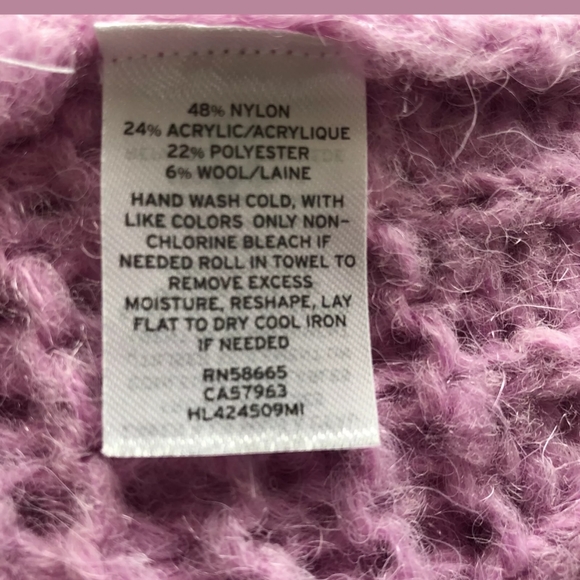 48% NYLON
24% ACRYLIC/ACRYLIQUE
22% POLYESTER
6% WOOL/LAINE
HAND WASH COLD, WITH
LIKE COLORS ONLY NON-
CHLORINE BLEACH IF
NEEDED ROLL IN TOWEL TO
REMOVE EXCESS
MOISTURE, RESHAPE, LAY
FLAT TO DRY COOL IRON
IF NEEDED
RN58665
CA57963
HL424509MI